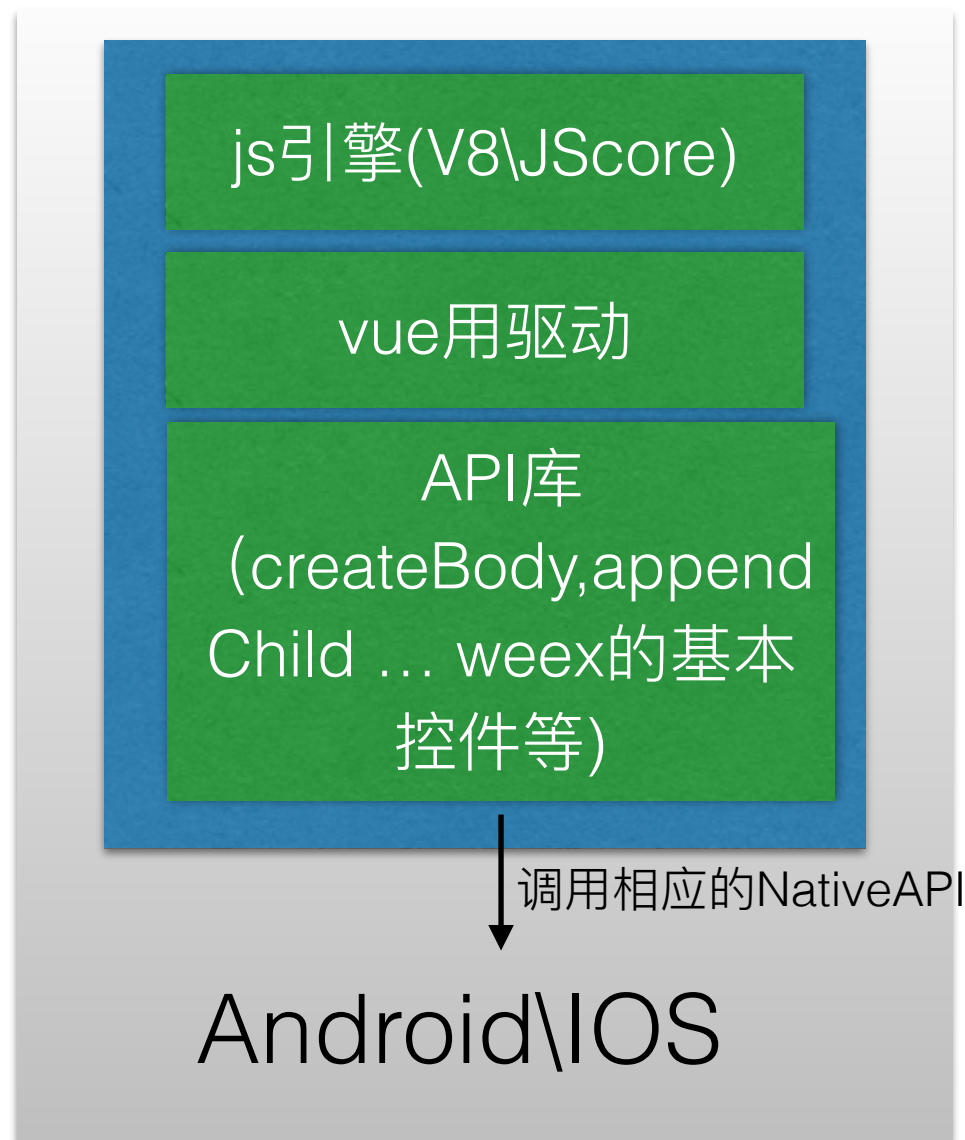 js引擎(V8\JScore)
vue用驱动
API库
（createBody,append
Child … weex的基本
控件等)
调用相应的NativeAPI
Android\IOS